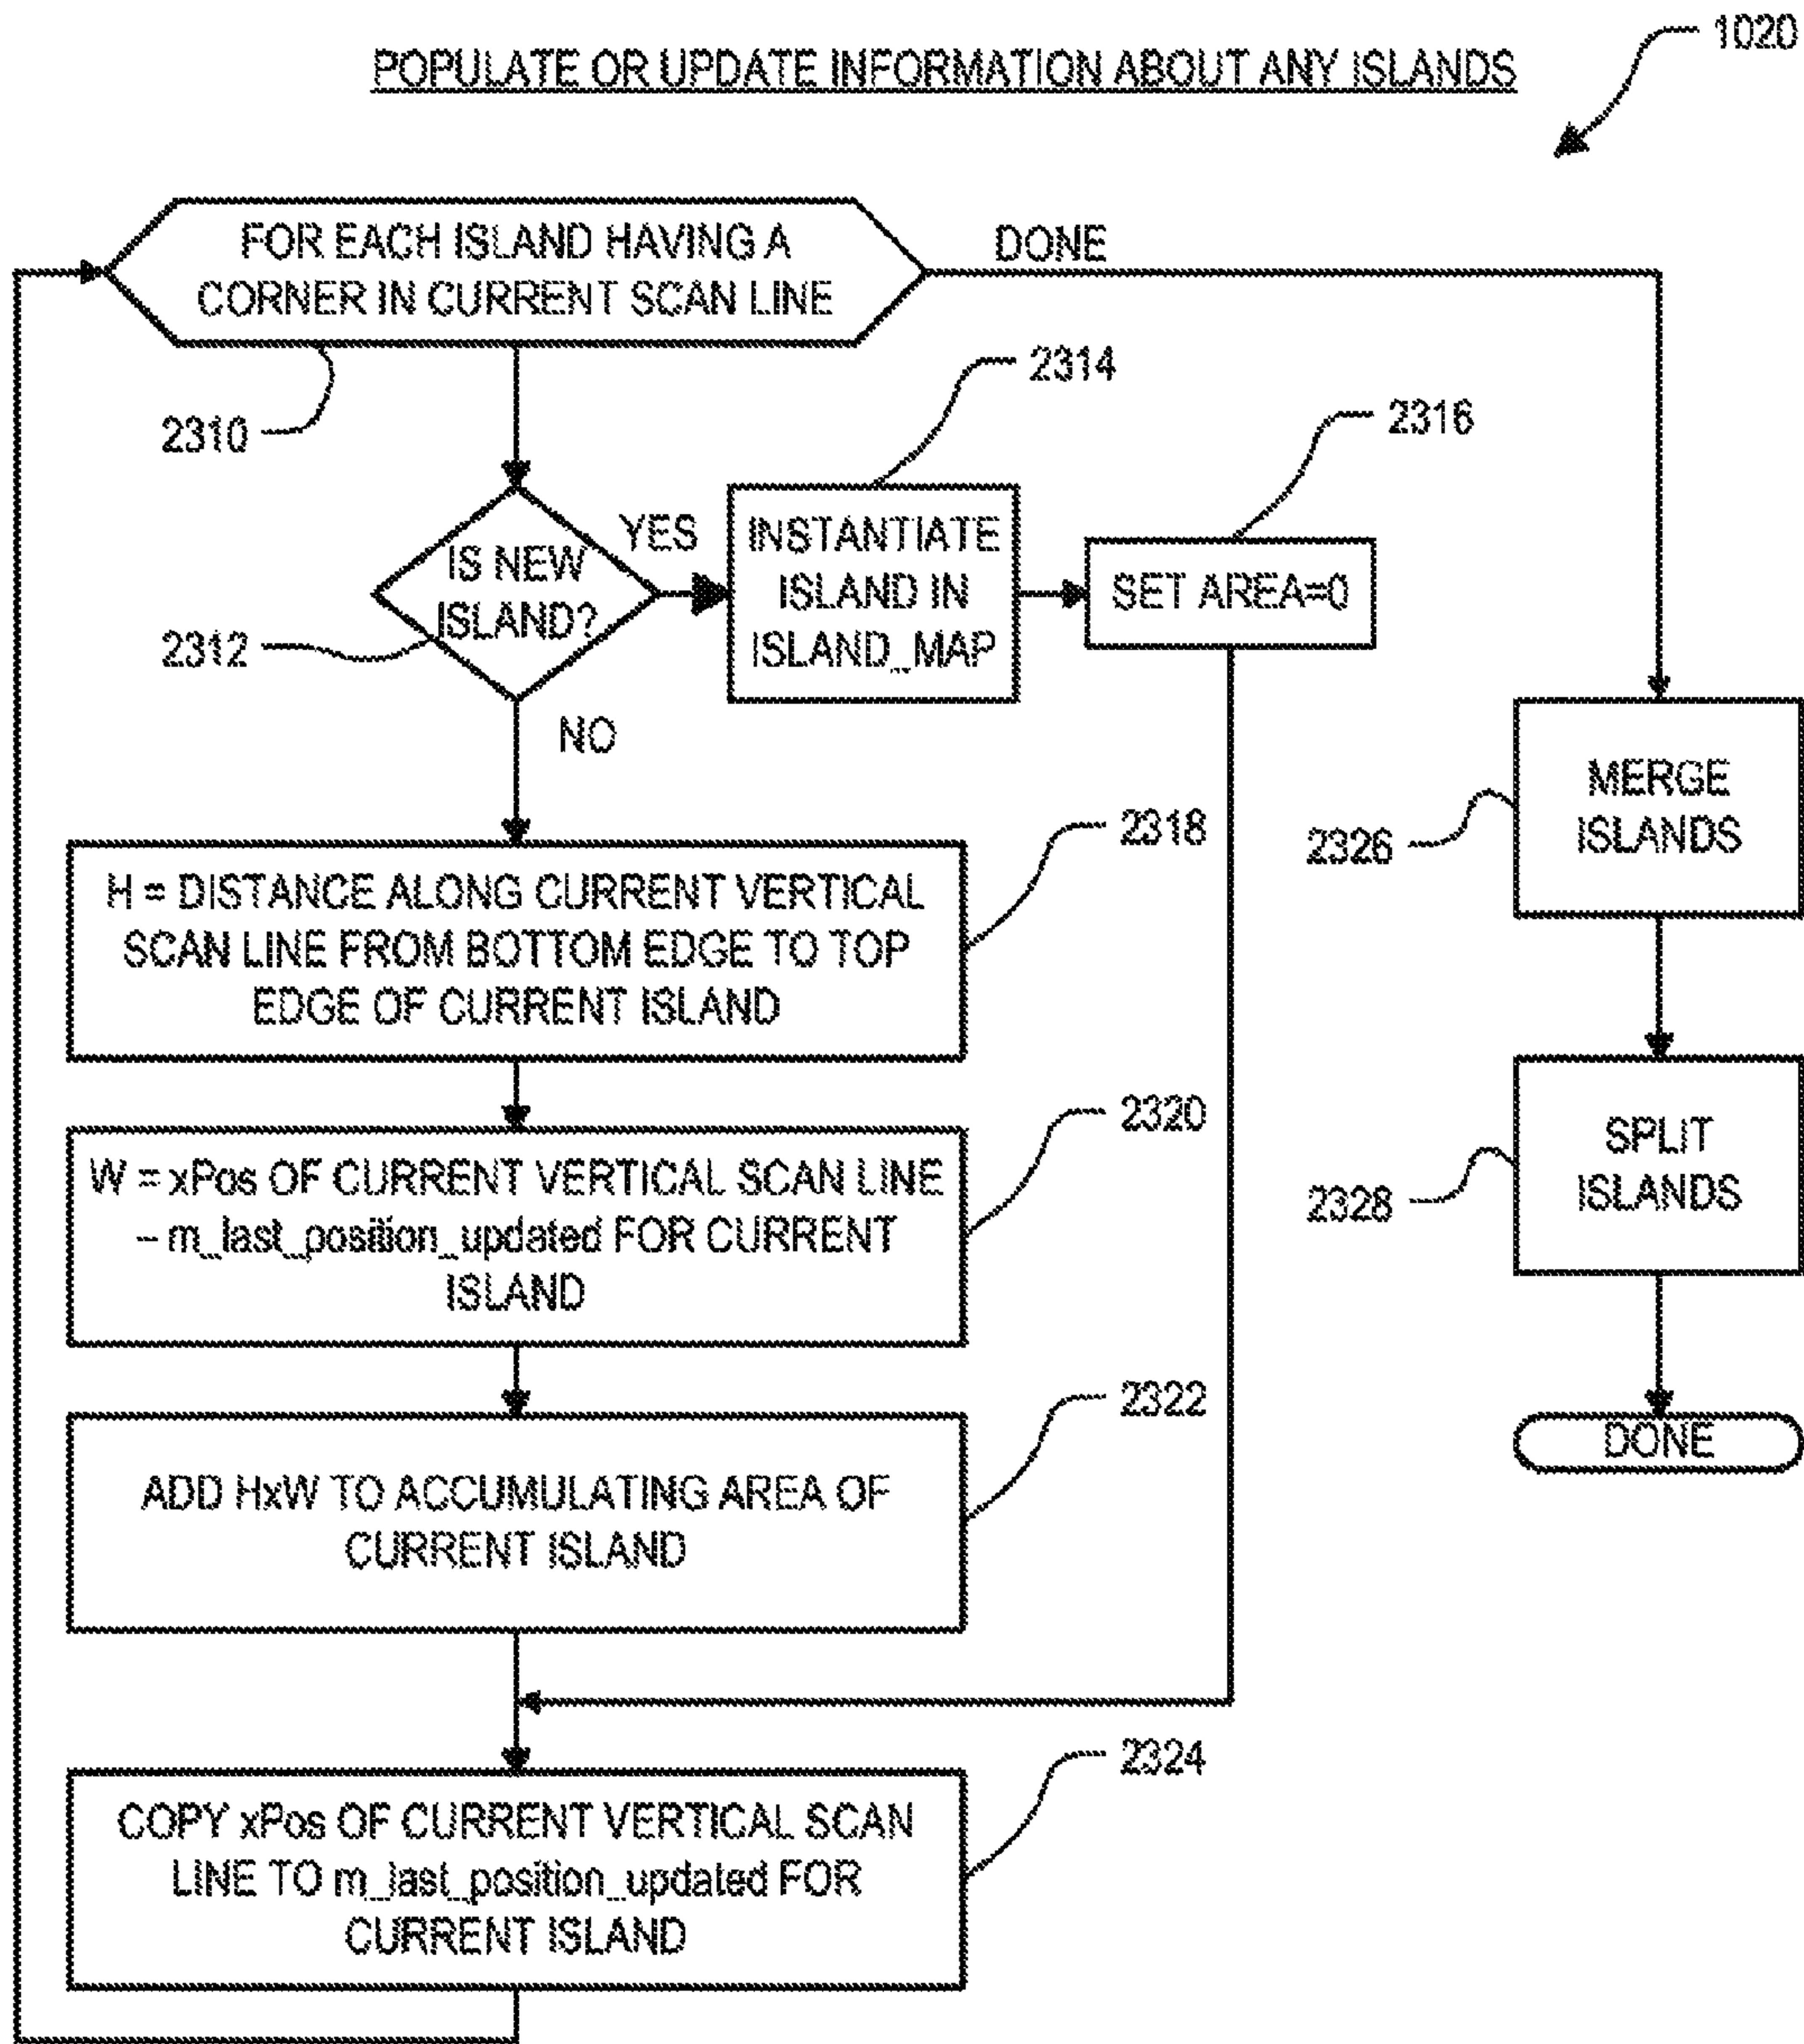 1020
POPULATE OR UPDATE INFORMATION ABOUT ANY ISLANDS
FOR EACH ISLAND HAVING A
CORNER IN CURRENT SCAN LINE
DONE
2310
2314
2316
IS NEW
ISLAND?
YES
NO
2312
INSTANTIATE
ISLAND IN
ISLAND_MAP
SET AREA=0
MERGE
ISLANDS
2326
2318
H = DISTANCE ALONG CURRENT VERTICAL
SCAN LINE FROM BOTTOM EDGE TO TOP
EDGE OF CURRENT ISLAND
2320
W = xPos OF CURRENT VERTICAL SCAN LINE
– m_last_position_updated FOR CURRENT
ISLAND
SPLIT
ISLANDS
2328
2322
ADD HxW TO ACCUMULATING AREA OF
CURRENT ISLAND
DONE
2324
COPY xPos OF CURRENT VERTICAL SCAN
LINE TO m_last_position_updated FOR
CURRENT ISLAND